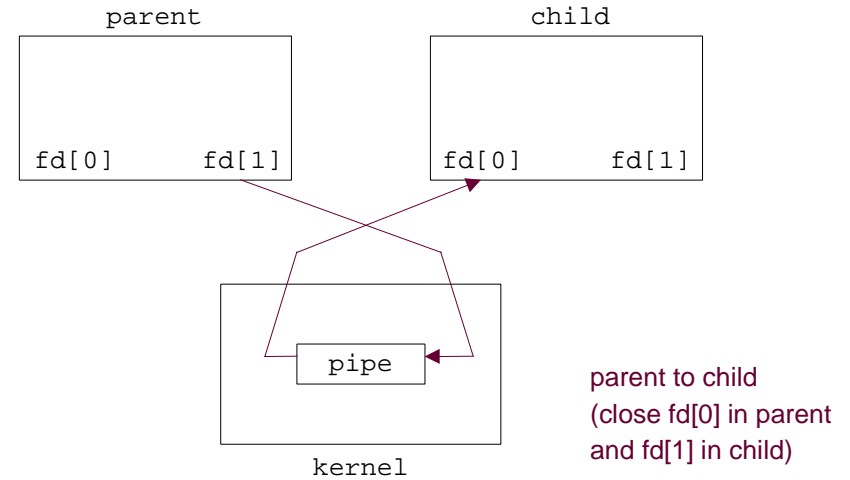 parent child
fd[0] fd[1] fd[0] fd[1]
pipe
kernel
parent to child
(close fd[0] in parent
and fd[1] in child)